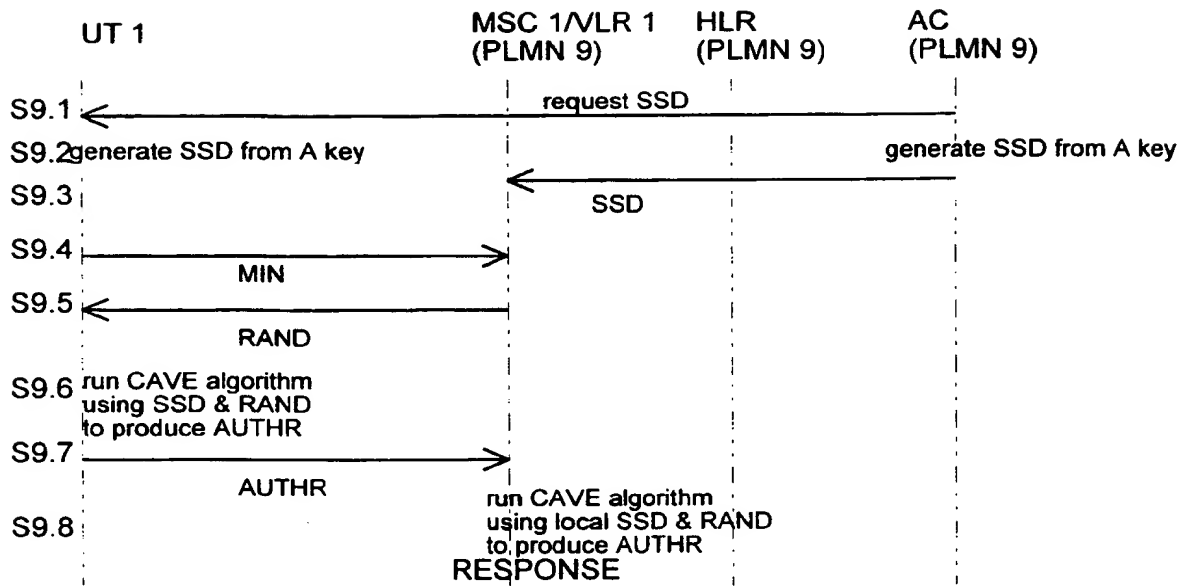 UT 1
MSC 1/VLR 1
(PLMN 9)
HLR
(PLMN 9)
AC
(PLMN 9)
S9.1
request SSD
S9.2
generate SSD from A key
generate SSD from A key
S9.3
SSD
S9.4
MIN
S9.5
RAND
S9.6
run CAVE algorithm
using SSD & RAND
to produce AUTHR
S9.7
AUTHR
S9.8
run CAVE algorithm
using local SSD & RAND
to produce AUTHR
RESPONSE